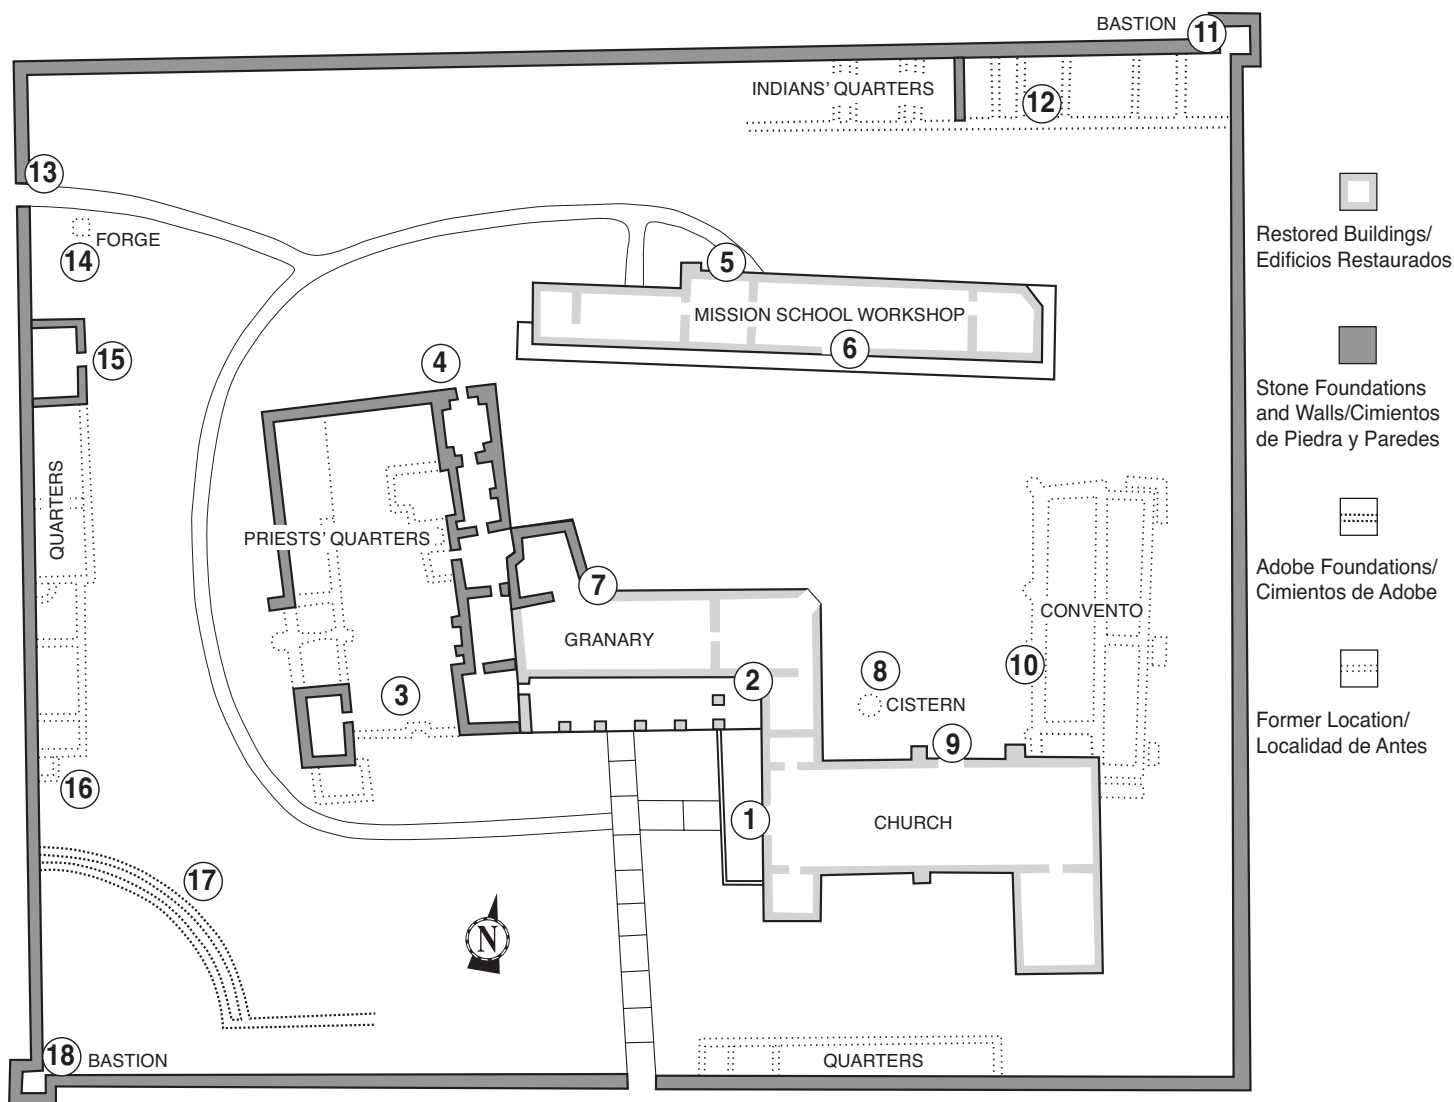 BASTION
11
INDIANS' QUARTERS
12
13
FORGE
14
5
MISSION SCHOOL WORKSHOP
6
15
4
QUARTERS
PRIESTS' QUARTERS
7
GRANARY
CONVENTO
8
10
2
3
CISTERN
9
16
1
CHURCH
17
N
18
BASTION
QUARTERS
Restored Buildings/
Edificios Restaurados
Stone Foundations
and Walls/Cimientos
de Piedra y Paredes
Adobe Foundations/
Cimientos de Adobe
Former Location/
Localidad de Antes